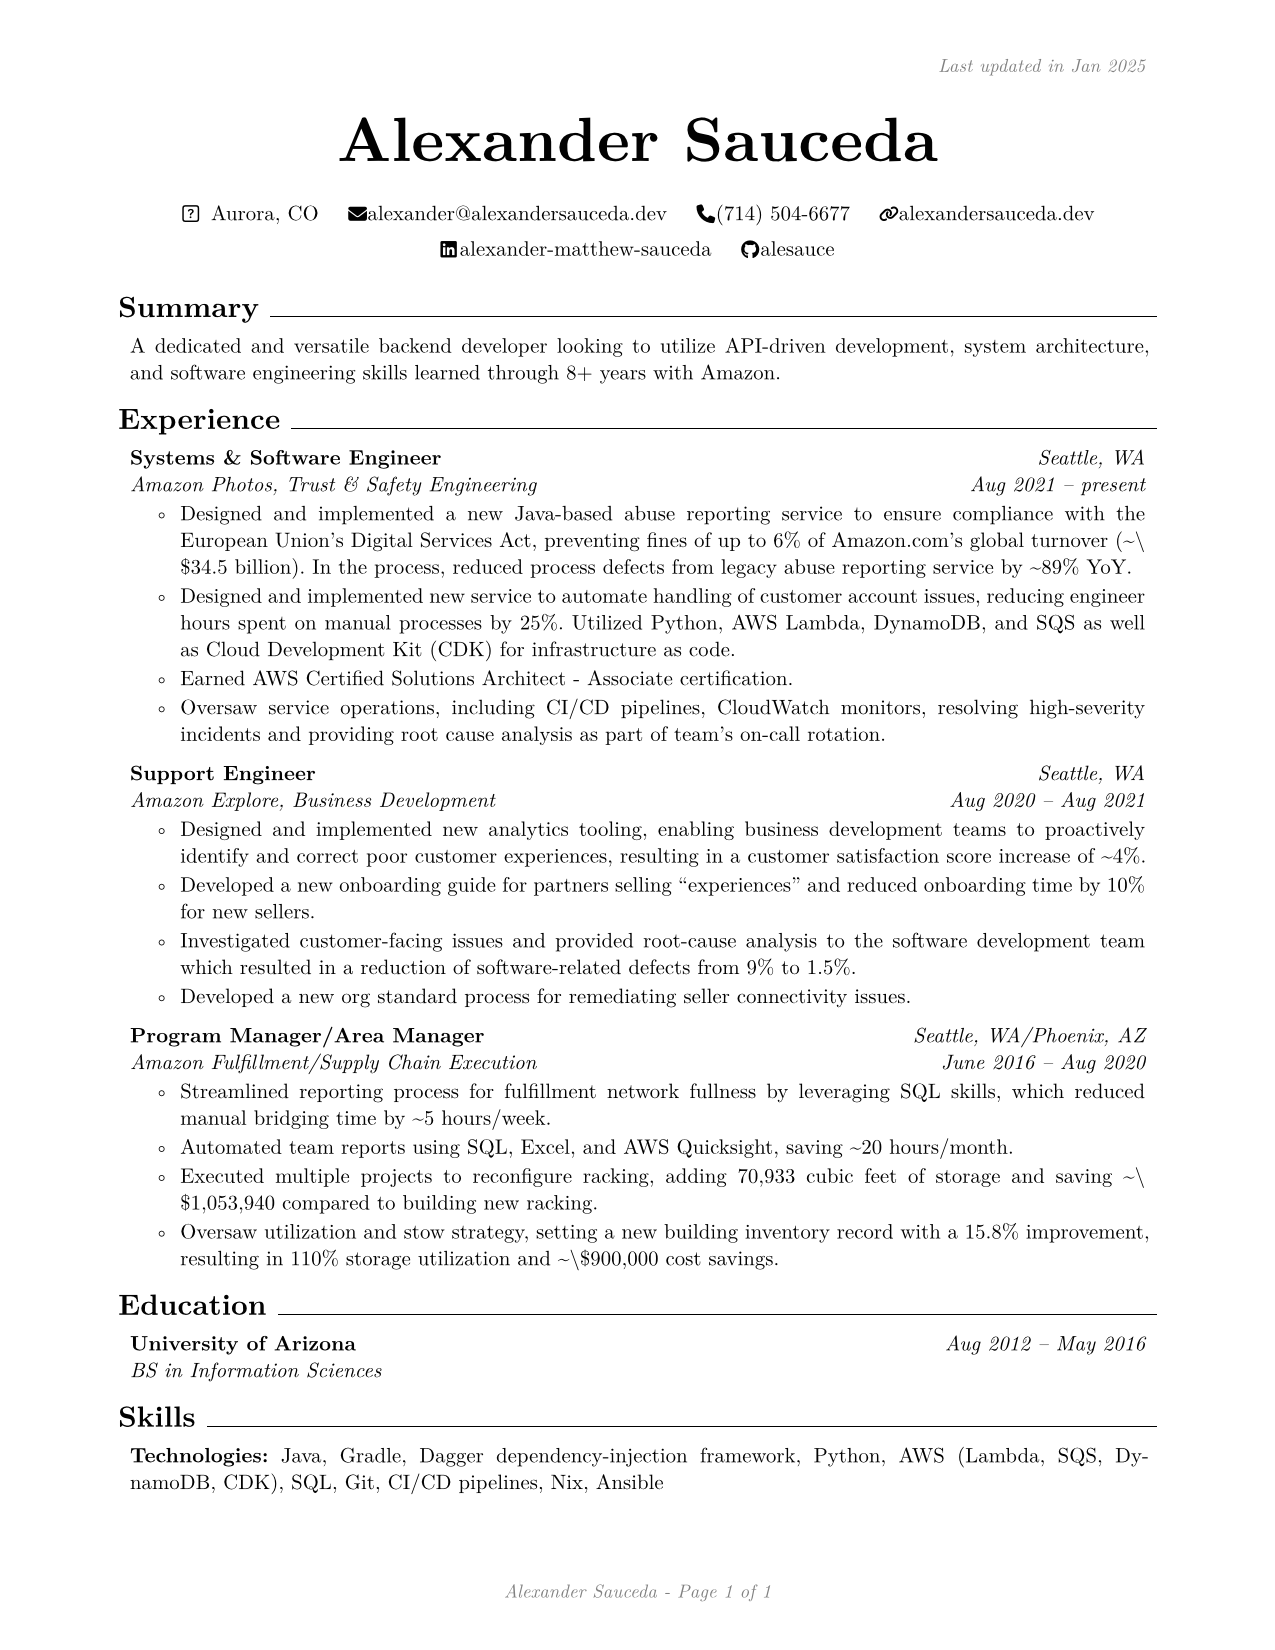 Last updated in Jan 2025
Alexander Sauceda
Aurora, CO alexander@alexandersauceda.dev (714) 504-6677 alexandersauceda.dev
alexander-matthew-sauceda alesauce
Summary
A dedicated and versatile backend developer looking to utilize API-driven development, system architecture,
and software engineering skills learned through 8+ years with Amazon.
Experience
Systems & Software Engineer Seattle, WA
Amazon Photos, Trust & Safety Engineering Aug 2021 – present
◦ Designed and implemented a new Java-based abuse reporting service to ensure compliance with the
European Union's Digital Services Act, preventing fines of up to 6% of Amazon.com's global turnover (~\
$34.5 billion). In the process, reduced process defects from legacy abuse reporting service by ~89% YoY.
◦ Designed and implemented new service to automate handling of customer account issues, reducing engineer
hours spent on manual processes by 25%. Utilized Python, AWS Lambda, DynamoDB, and SQS as well
as Cloud Development Kit (CDK) for infrastructure as code.
◦ Earned AWS Certified Solutions Architect - Associate certification.
◦ Oversaw service operations, including CI/CD pipelines, CloudWatch monitors, resolving high-severity
incidents and providing root cause analysis as part of team's on-call rotation.
Support Engineer Seattle, WA
Amazon Explore, Business Development Aug 2020 – Aug 2021
◦ Designed and implemented new analytics tooling, enabling business development teams to proactively
identify and correct poor customer experiences, resulting in a customer satisfaction score increase of ~4%.
◦ Developed a new onboarding guide for partners selling “experiences” and reduced onboarding time by 10%
for new sellers.
◦ Investigated customer-facing issues and provided root-cause analysis to the software development team
which resulted in a reduction of software-related defects from 9% to 1.5%.
◦ Developed a new org standard process for remediating seller connectivity issues.
Program Manager/Area Manager Seattle, WA/Phoenix, AZ
Amazon Fulfillment/Supply Chain Execution June 2016 – Aug 2020
◦ Streamlined reporting process for fulfillment network fullness by leveraging SQL skills, which reduced
manual bridging time by ~5 hours/week.
◦ Automated team reports using SQL, Excel, and AWS Quicksight, saving ~20 hours/month.
◦ Executed multiple projects to reconfigure racking, adding 70,933 cubic feet of storage and saving ~\
$1,053,940 compared to building new racking.
◦ Oversaw utilization and stow strategy, setting a new building inventory record with a 15.8% improvement,
resulting in 110% storage utilization and ~\$900,000 cost savings.
Education
University of Arizona Aug 2012 – May 2016
BS in Information Sciences
Skills
Technologies: Java, Gradle, Dagger dependency-injection framework, Python, AWS (Lambda, SQS, Dy-
namoDB, CDK), SQL, Git, CI/CD pipelines, Nix, Ansible
Alexander Sauceda - Page 1 of 1